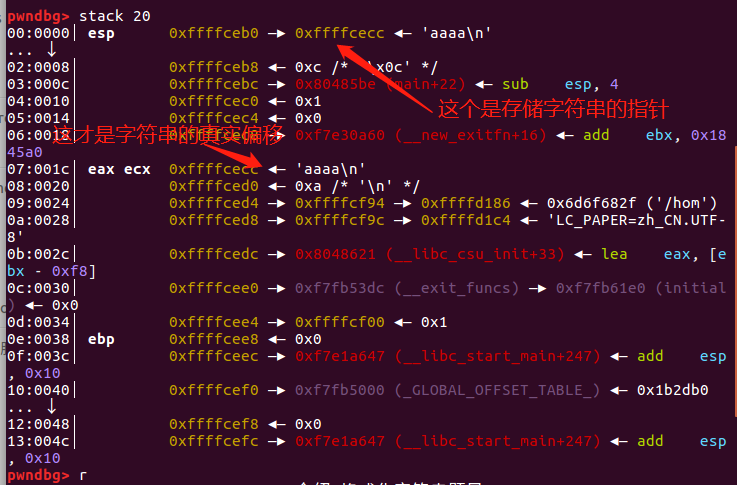 pwndbg> stack 20
00:0000│ esp 0xffffceb0 —▸ 0xffffcecc ◂— 'aaaa\n'
... ↓
02:0008│ 0xffffceb8 ◂— 0xc /* '\x0c' */
03:000c│ 0xffffcebc —▸ 0x80485be (main+22) ◂— sub esp, 4
04:0010│ 0xffffcec0 ◂— 0x1
05:0014│ 0xffffcec4 ◂— 0x0
这个是存储字符串的指针
06:0018│ —▸ 0xf7e30a60 (__new_exitfn+16) ◂— add ebx, 0x18
这才是字符串的真实偏移
45a0
07:001c│ eax ecx 0xffffcecc ◂— 'aaaa\n'
08:0020│ 0xffffced0 ◂— 0xa /* '\n' */
09:0024│ 0xffffced4 —▸ 0xffffcf94 —▸ 0xffffd186 ◂— 0x6d6f682f ('/hom')
0a:0028│ 0xffffced8 —▸ 0xffffcf9c —▸ 0xffffd1c4 ◂— 'LC_PAPER=zh_CN.UTF-
8'
0b:002c│ 0xffffcedc —▸ 0x8048621 (__libc_csu_init+33) ◂— lea eax, [e
bx - 0xf8]
0c:0030│ 0xffffcee0 —▸ 0xf7fb53dc (__exit_funcs) —▸ 0xf7fb61e0 (initial
) ◂— 0x0
0d:0034│ 0xffffcee4 —▸ 0xffffcf00 ◂— 0x1
0e:0038│ ebp 0xffffcee8 ◂— 0x0
0f:003c│ 0xffffceec —▸ 0xf7e1a647 (__libc_start_main+247) ◂— add esp
, 0x10
10:0040│ 0xffffcef0 —▸ 0xf7fb5000 (_GLOBAL_OFFSET_TABLE_) ◂— 0x1b2db0
... ↓
12:0048│ 0xffffcef8 ◂— 0x0
13:004c│ 0xffffcefc —▸ 0xf7e1a647 (__libc_start_main+247) ◂— add esp
, 0x10
pwndbg> r